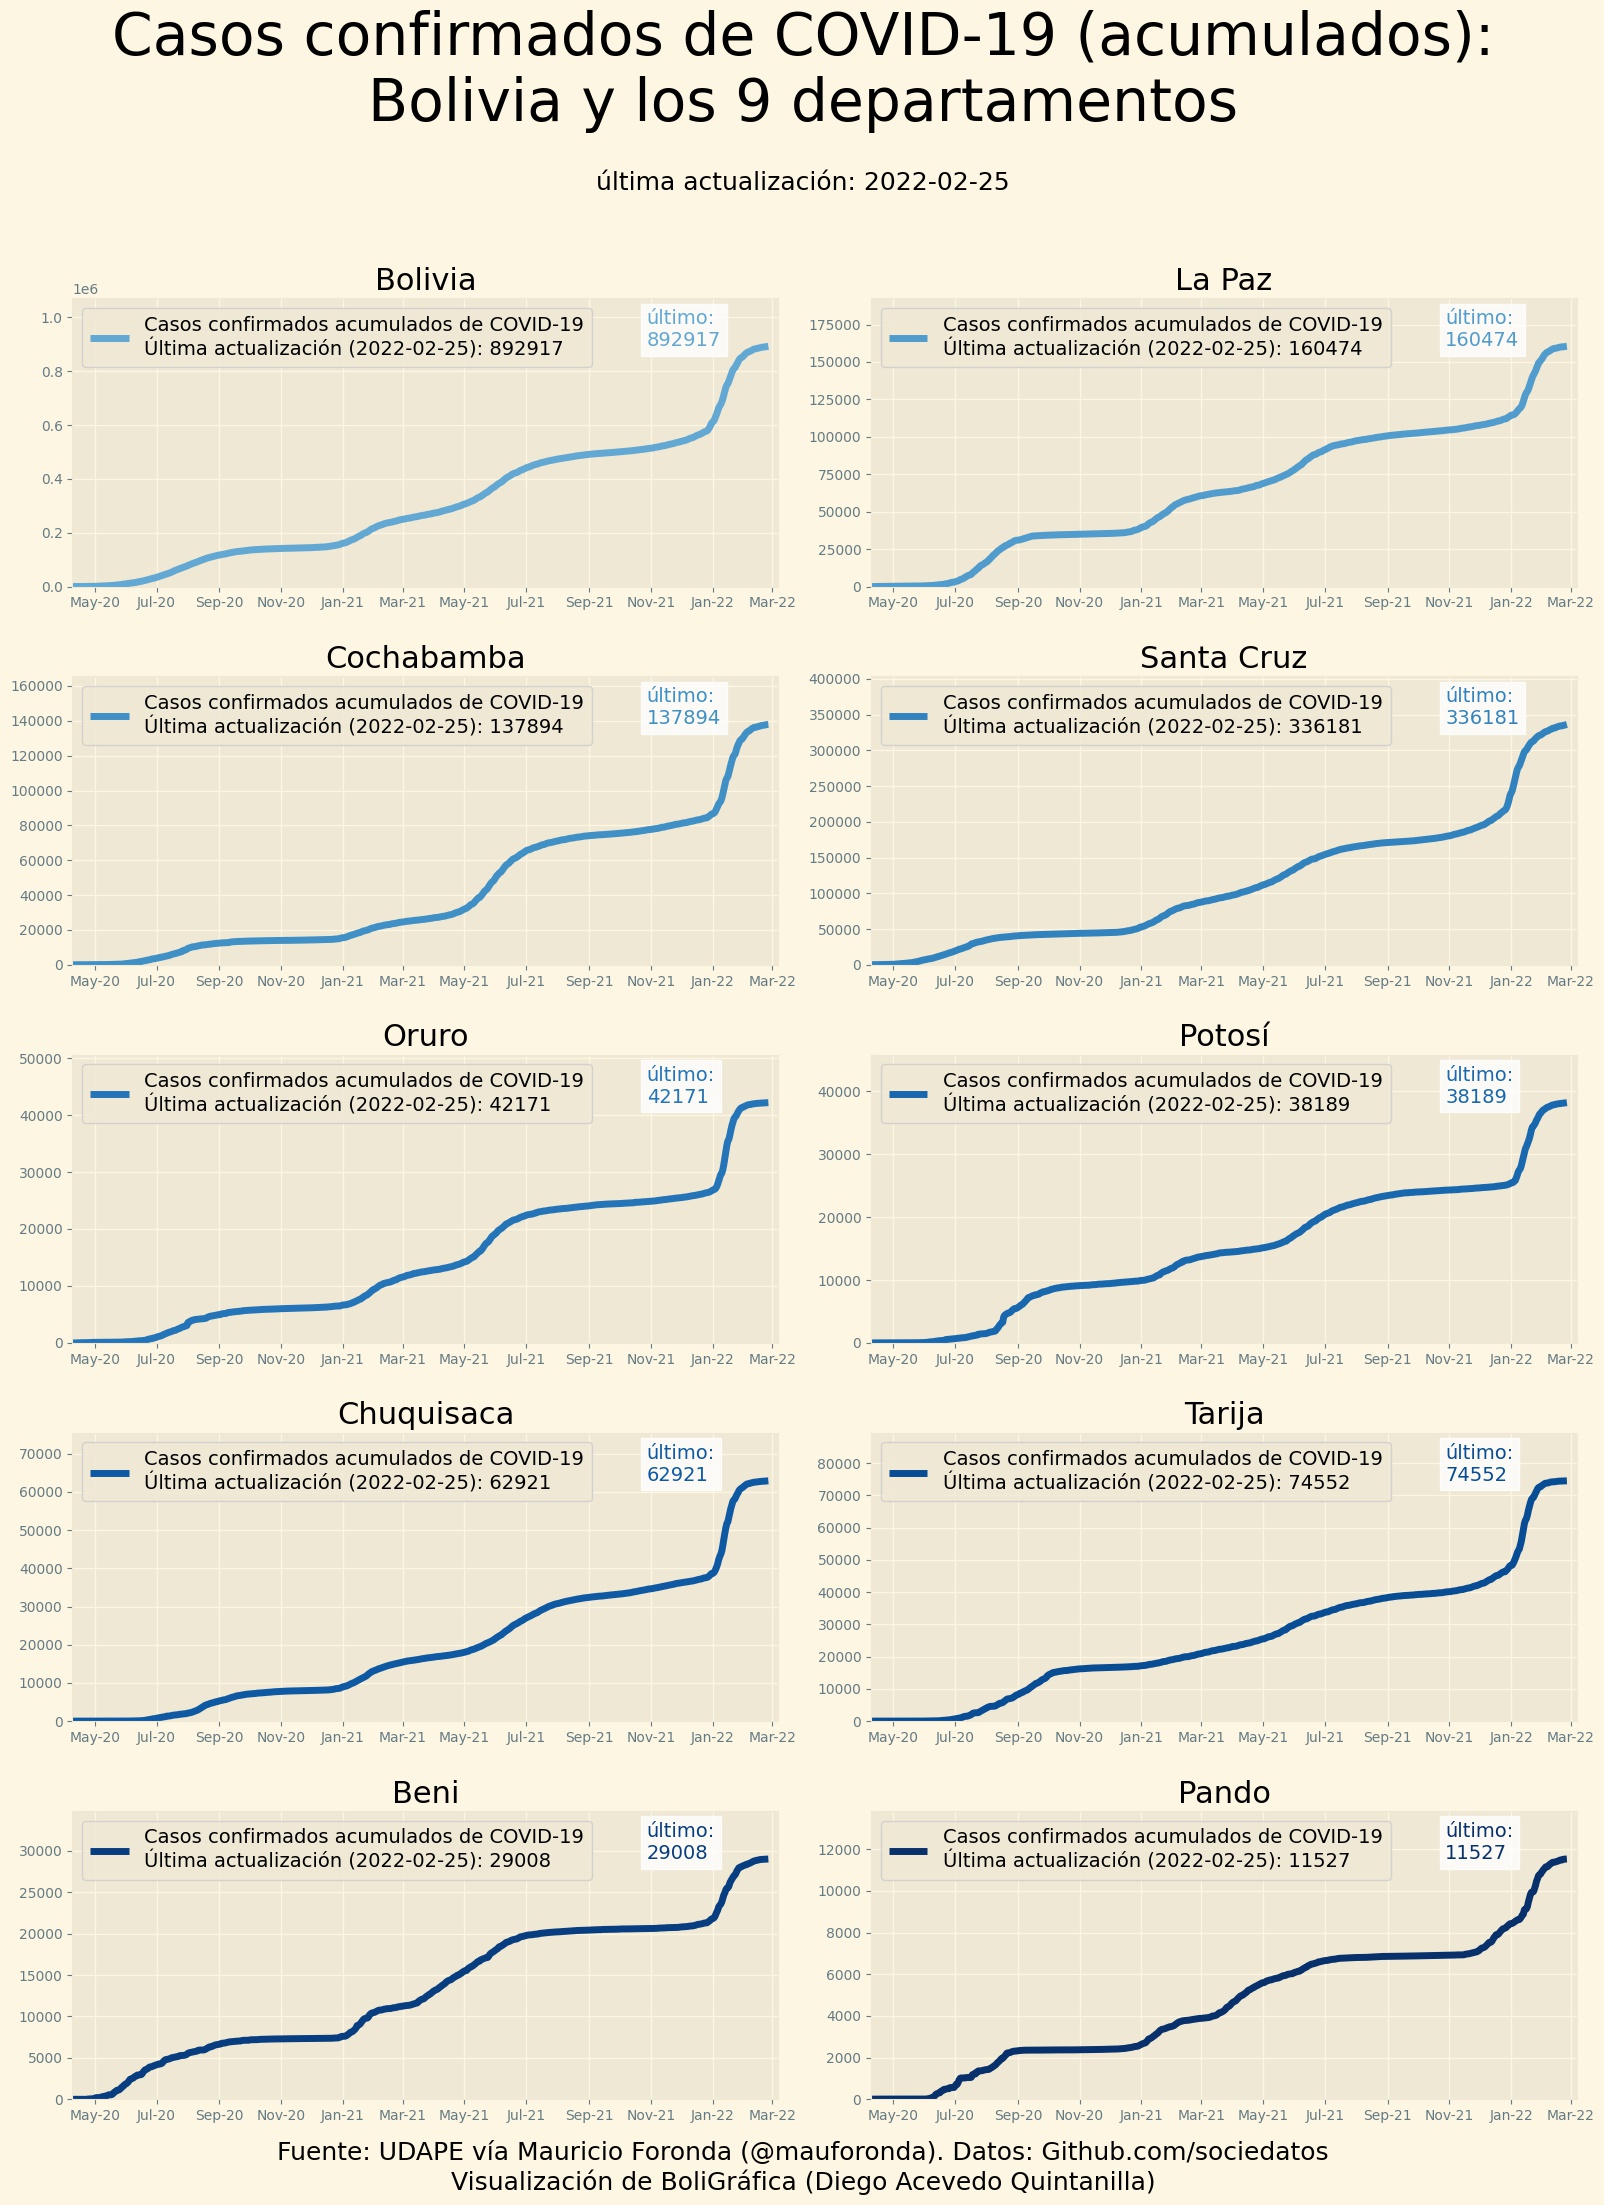 Casos confirmados de COVID-19 (acumulados):
Bolivia y los 9 departamentos
última actualización: 2022-02-25
Bolivia
1e6
1.0
0.8
0.6
0.4
0.2
0.0
Casos confirmados acumulados de COVID-19
Última actualización (2022-02-25): 892917
último:
892917
May-20 Jul-20 Sep-20 Nov-20 Jan-21 Mar-21 May-21 Jul-21 Sep-21 Nov-21 Jan-22 Mar-22
La Paz
175000
150000
125000
100000
75000
50000
25000
0
Casos confirmados acumulados de COVID-19
Última actualización (2022-02-25): 160474
último:
160474
May-20 Jul-20 Sep-20 Nov-20 Jan-21 Mar-21 May-21 Jul-21 Sep-21 Nov-21 Jan-22 Mar-22
Cochabamba
160000
140000
120000
100000
80000
60000
40000
20000
0
Casos confirmados acumulados de COVID-19
Última actualización (2022-02-25): 137894
último:
137894
May-20 Jul-20 Sep-20 Nov-20 Jan-21 Mar-21 May-21 Jul-21 Sep-21 Nov-21 Jan-22 Mar-22
Santa Cruz
400000
350000
300000
250000
200000
150000
100000
50000
0
Casos confirmados acumulados de COVID-19
Última actualización (2022-02-25): 336181
último:
336181
May-20 Jul-20 Sep-20 Nov-20 Jan-21 Mar-21 May-21 Jul-21 Sep-21 Nov-21 Jan-22 Mar-22
Oruro
50000
40000
30000
20000
10000
0
Casos confirmados acumulados de COVID-19
Última actualización (2022-02-25): 42171
último:
42171
May-20 Jul-20 Sep-20 Nov-20 Jan-21 Mar-21 May-21 Jul-21 Sep-21 Nov-21 Jan-22 Mar-22
Potosí
40000
30000
20000
10000
0
Casos confirmados acumulados de COVID-19
Última actualización (2022-02-25): 38189
último:
38189
May-20 Jul-20 Sep-20 Nov-20 Jan-21 Mar-21 May-21 Jul-21 Sep-21 Nov-21 Jan-22 Mar-22
Chuquisaca
70000
60000
50000
40000
30000
20000
10000
0
Casos confirmados acumulados de COVID-19
Última actualización (2022-02-25): 62921
último:
62921
May-20 Jul-20 Sep-20 Nov-20 Jan-21 Mar-21 May-21 Jul-21 Sep-21 Nov-21 Jan-22 Mar-22
Tarija
80000
70000
60000
50000
40000
30000
20000
10000
0
Casos confirmados acumulados de COVID-19
Última actualización (2022-02-25): 74552
último:
74552
May-20 Jul-20 Sep-20 Nov-20 Jan-21 Mar-21 May-21 Jul-21 Sep-21 Nov-21 Jan-22 Mar-22
Beni
30000
25000
20000
15000
10000
5000
0
Casos confirmados acumulados de COVID-19
Última actualización (2022-02-25): 29008
último:
29008
May-20 Jul-20 Sep-20 Nov-20 Jan-21 Mar-21 May-21 Jul-21 Sep-21 Nov-21 Jan-22 Mar-22
Pando
12000
10000
8000
6000
4000
2000
0
Casos confirmados acumulados de COVID-19
Última actualización (2022-02-25): 11527
último:
11527
May-20 Jul-20 Sep-20 Nov-20 Jan-21 Mar-21 May-21 Jul-21 Sep-21 Nov-21 Jan-22 Mar-22
Fuente: UDAPE vía Mauricio Foronda (@mauforonda). Datos: Github.com/sociedatos
Visualización de BoliGráfica (Diego Acevedo Quintanilla)